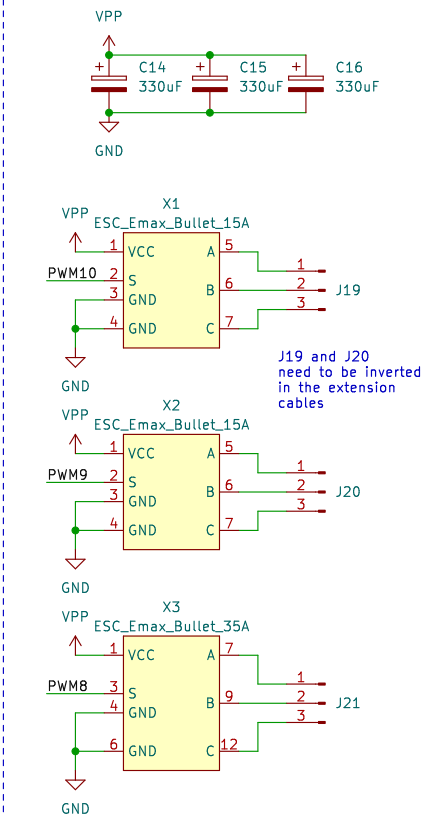 VPP
+ C14
330uF
+ C15
330uF
+ C16
330uF
GND
X1
ESC_Emax_Bullet_15A
VPP
1 VCC A 5
PWM10 2 S
3 GND
B 6
4 GND C 7
1
2
3
J19
GND
J19 and J20
need to be inverted
in the extension
cables
X2
ESC_Emax_Bullet_15A
VPP
1 VCC A 5
PWM9 2 S
3 GND
B 6
4 GND C 7
1
2
3
J20
GND
X3
ESC_Emax_Bullet_35A
VPP
1 VCC A 7
PWM8 3 S
4 GND
B 9
6 GND C 12
1
2
3
J21
GND